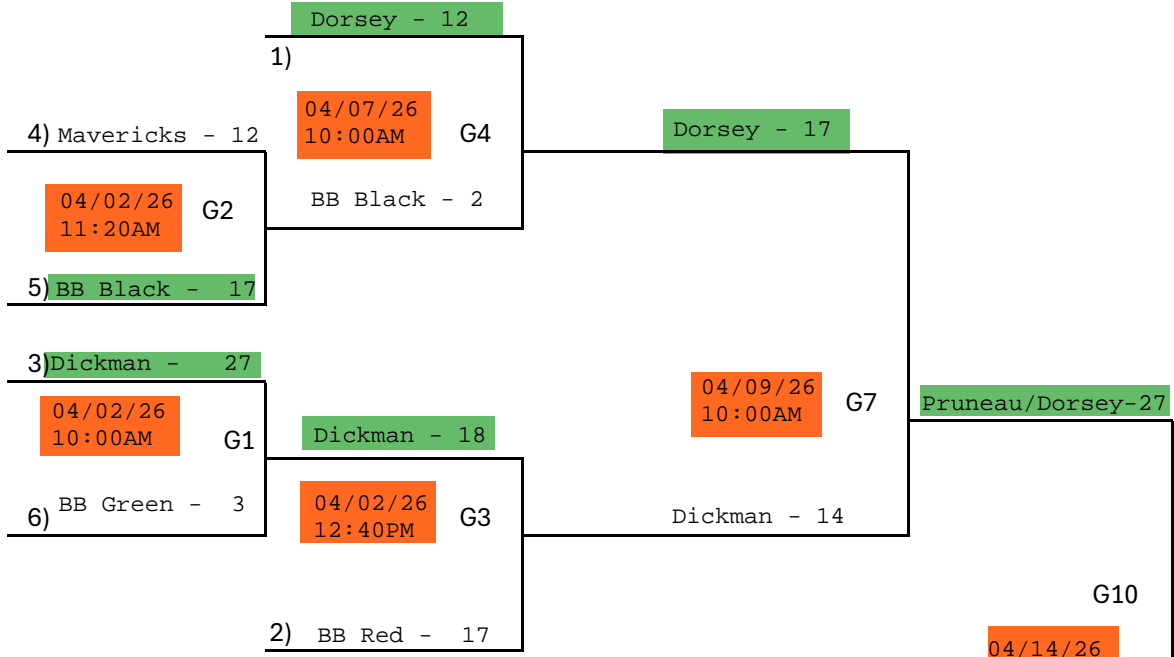 Dorsey - 12
1)
04/07/26
10:00AM
G4
4) Mavericks - 12
Dorsey - 17
BB Black - 2
04/02/26
11:20AM
G2
5) BB Black - 17
3) Dickman - 27
04/09/26
10:00AM
G7
Pruneau/Dorsey-27
04/02/26
10:00AM
G1
Dickman - 18
6) BB Green - 3
04/02/26
12:40PM
G3
Dickman - 14
G10
2) BB Red - 17
04/14/26